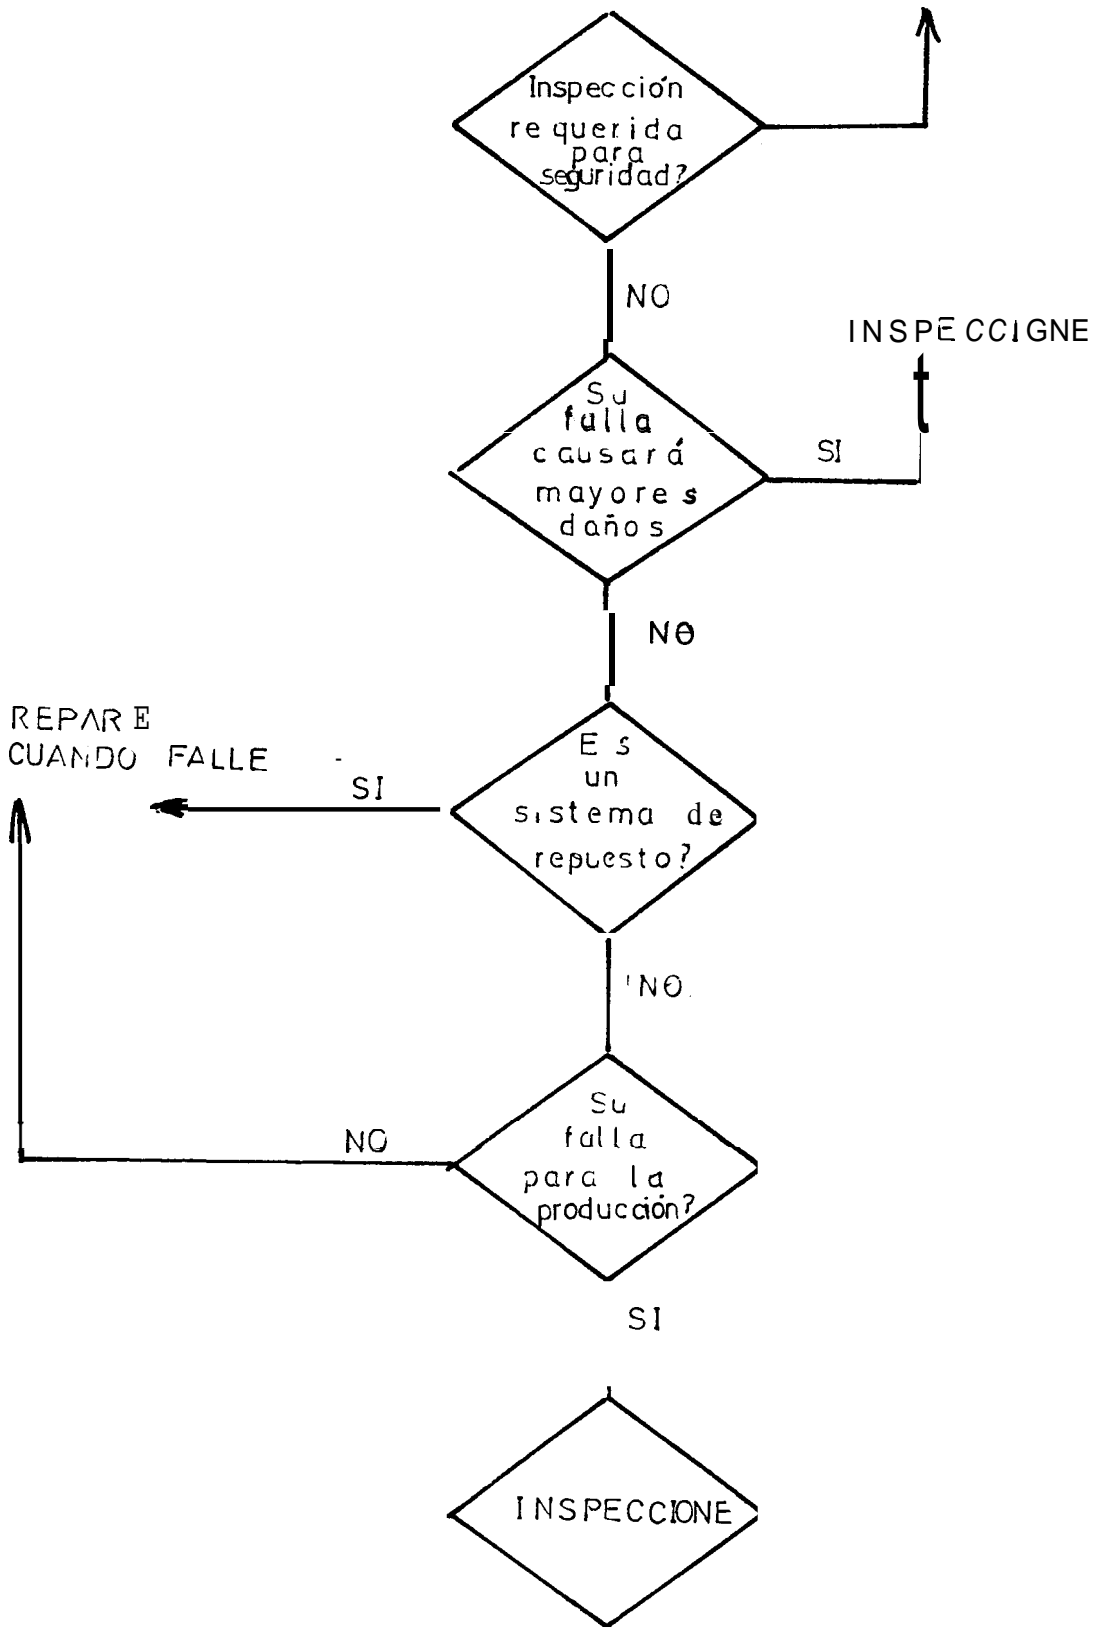 Inspección
requerida
para
seguridad?
NO
INSPECCIGNE
Su
falla
causará
mayores
daños
SI
NO
REPARE
CUANDO FALLE
SI
Es
un
sistema de
repuesto?
NO
Su
falla
para la
producción?
NO
SI
INSPECCIONE